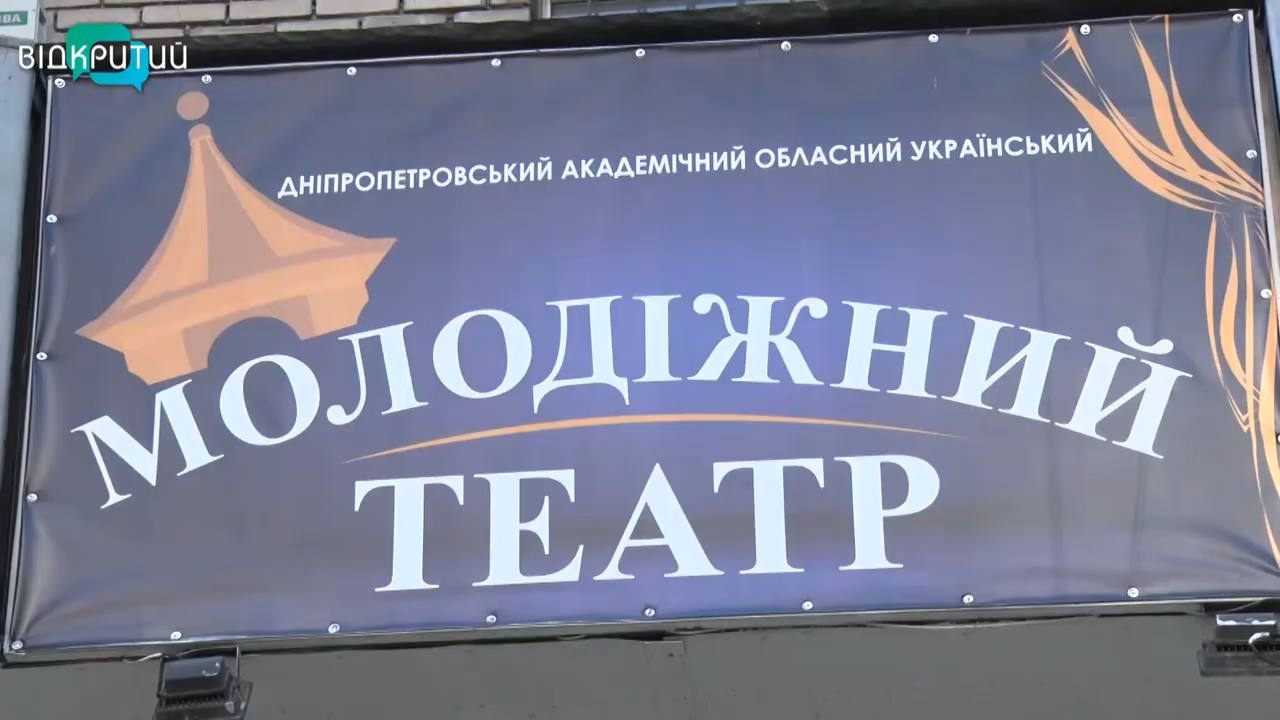 ВІДКРИТИЙ
ДНІПРОПЕТРОВСЬКИЙ АКАДЕМІЧНИЙ ОБЛАСНИЙ УКРАЇНСЬКИЙ
МОЛОДІЖНИЙ
ТЕАТР